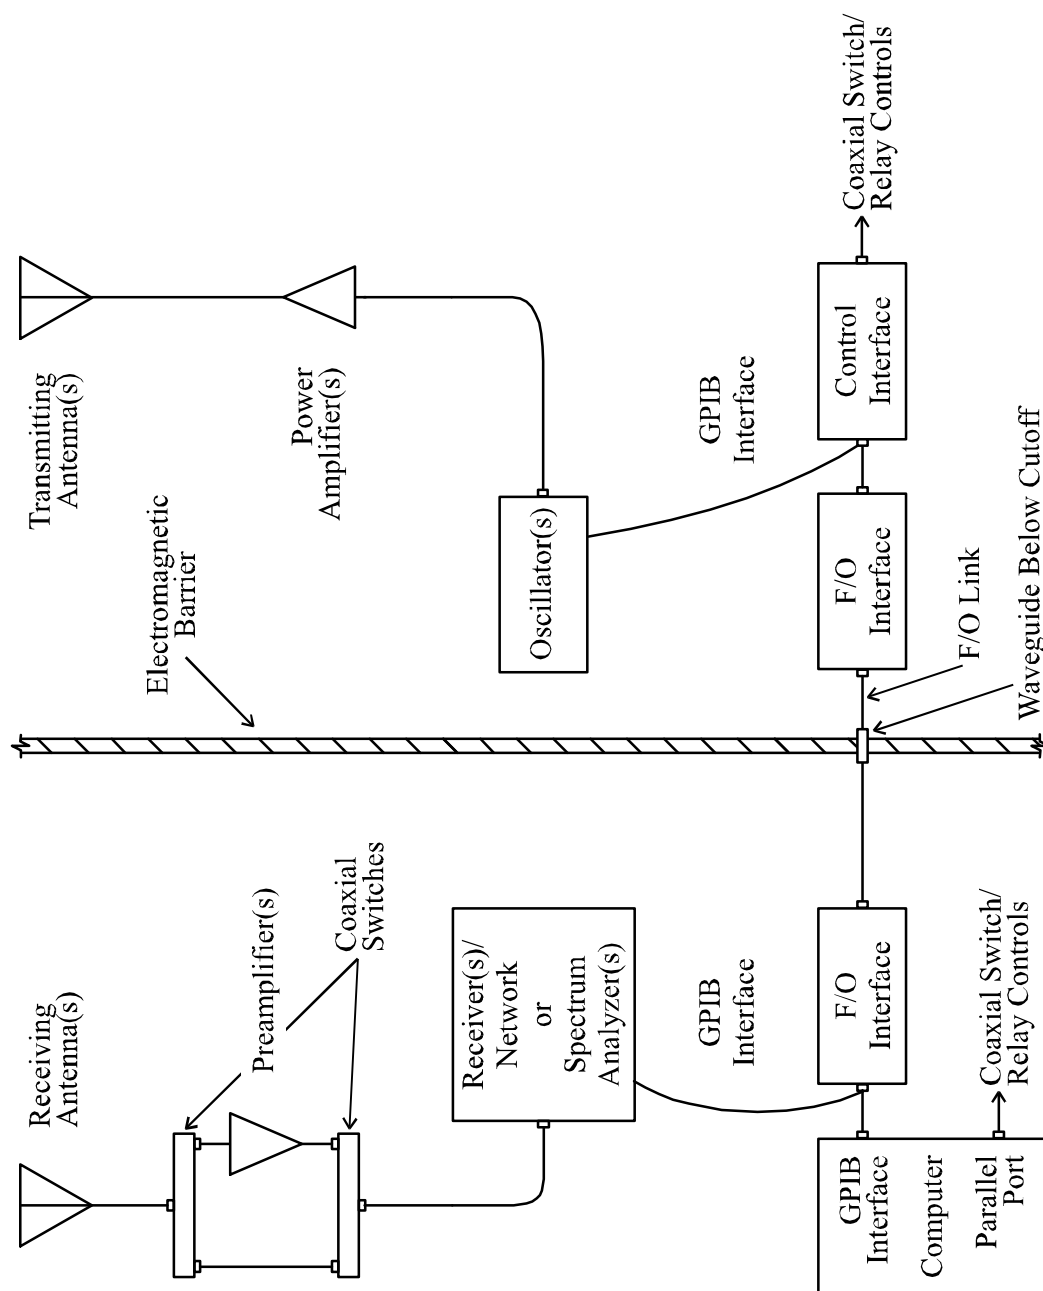 Receiving
Antenna(s)
Preamplifier(s)
Coaxial
Switches
Electromagnetic
Barrier
Transmitting
Antenna(s)
Power
Amplifier(s)
Receiver(s)/
Network
or
Spectrum
Analyzer(s)
Oscillator(s)
GPIB
Interface
GPIB
Interface
GPIB
Interface
Computer
Parallel
Port
F/O
Interface
F/O
Interface
Control
Interface
Coaxial Switch/
Relay Controls
Coaxial Switch/
Relay Controls
F/O Link
Waveguide Below Cutoff